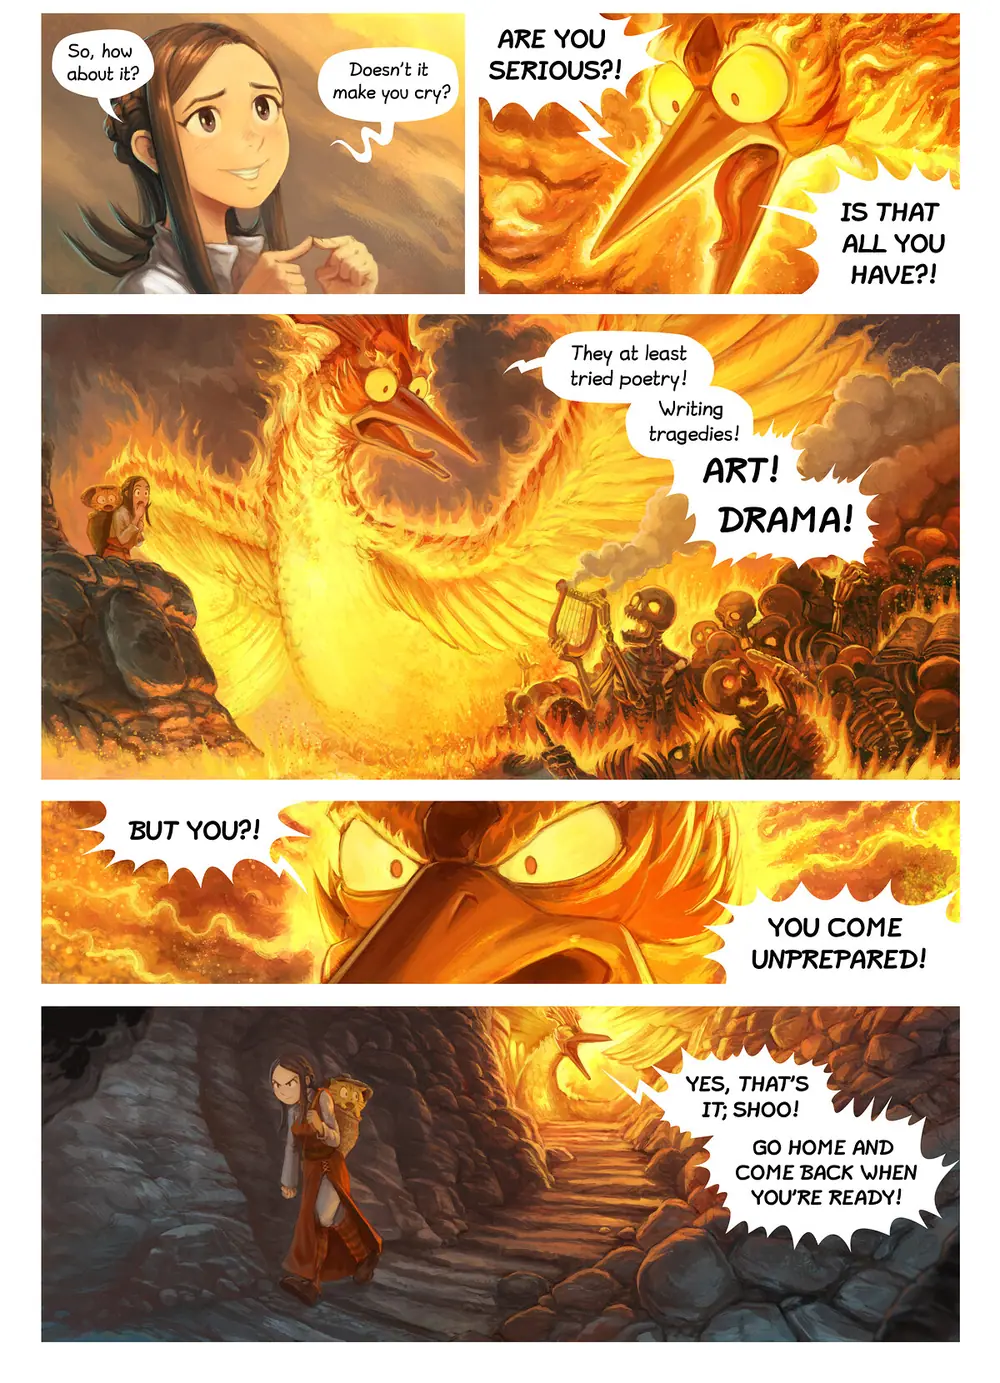 So, how
about it?
Doesn't it
make you cry?
ARE YOU
SERIOUS?!
IS THAT
ALL YOU
HAVE?!
They at least
tried poetry!
Writing
tragedies!
ART!
DRAMA!
BUT YOU?!
YOU COME
UNPREPARED!
YES, THAT'S
IT; SHOO!
GO HOME AND
COME BACK WHEN
YOU'RE READY!